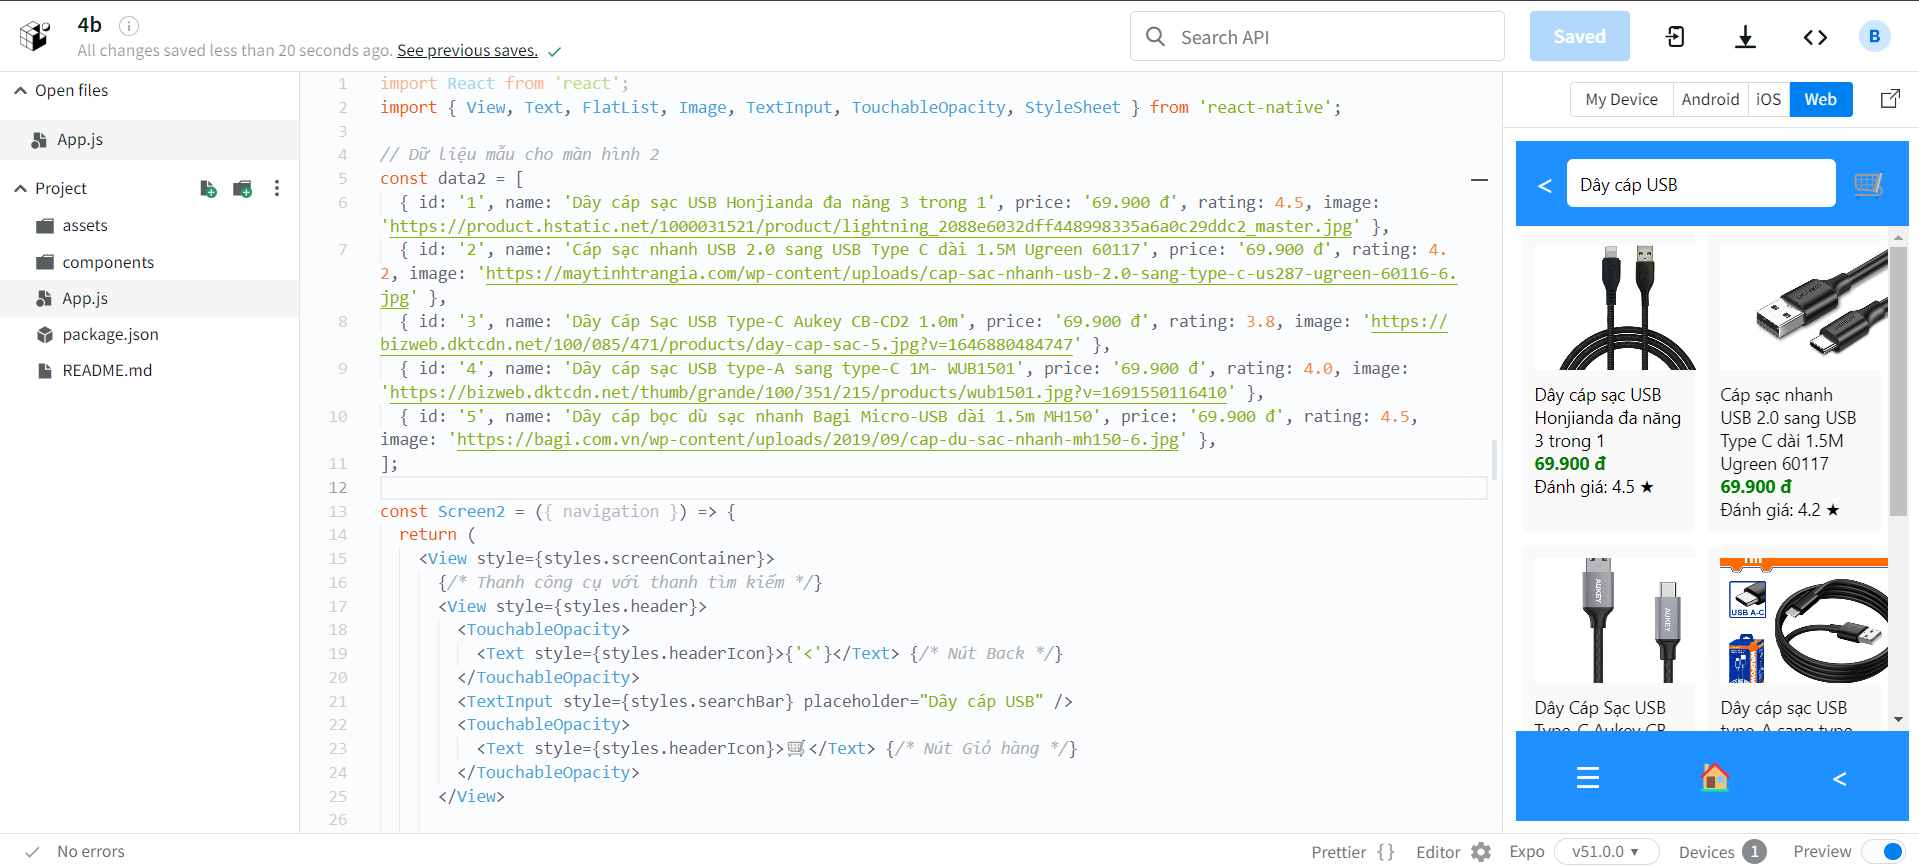 4b
All changes saved less than 20 seconds ago. See previous saves.
Search API
Saved
B
Open files
App.js
Project
assets
components
App.js
package.json
README.md
1 import React from 'react';
2 import { View, Text, FlatList, Image, TextInput, TouchableOpacity, StyleSheet } from 'react-native';
3
4 // Dữ liệu mẫu cho màn hình 2
5 const data2 = [
6 { id: '1', name: 'Dây cáp sạc USB Honjianda đa năng 3 trong 1', price: '69.900 đ', rating: 4.5, image:
'https://product.hstatic.net/1000031521/product/lightning_2088e6032dff448998335a6a0c29ddc2_master.jpg' },
7 { id: '2', name: 'Cáp sạc nhanh USB 2.0 sang USB Type C dài 1.5M Ugreen 60117', price: '69.900 đ', rating: 4.
2, image: 'https://maytinhtrangia.com/wp-content/uploads/cap-sac-nhanh-usb-2.0-sang-type-c-us287-ugreen-60116-6.
jpg' },
8 { id: '3', name: 'Dây Cáp Sạc USB Type-C Aukey CB-CD2 1.0m', price: '69.900 đ', rating: 3.8, image: 'https://
bizweb.dktcdn.net/100/085/471/products/day-cap-sac-5.jpg?v=1646880484747' },
9 { id: '4', name: 'Dây cáp sạc USB type-A sang type-C 1M- WUB1501', price: '69.900 đ', rating: 4.0, image:
'https://bizweb.dktcdn.net/thumb/grande/100/351/215/products/wub1501.jpg?v=1691550116410' },
10 { id: '5', name: 'Dây cáp bọc dù sạc nhanh Bagi Micro-USB dài 1.5m MH150', price: '69.900 đ', rating: 4.5,
image: 'https://bagi.com.vn/wp-content/uploads/2019/09/cap-du-sac-nhanh-mh150-6.jpg' },
11 ];
12
13 const Screen2 = ({ navigation }) => {
14 return (
15 <View style={styles.screenContainer}>
16 {/* Thanh công cụ với thanh tìm kiếm */}
17 <View style={styles.header}>
18 <TouchableOpacity>
19 <Text style={styles.headerIcon}>{'<'}</Text> {/* Nút Back */}
20 </TouchableOpacity>
21 <TextInput style={styles.searchBar} placeholder="Dây cáp USB" />
22 <TouchableOpacity>
23 <Text style={styles.headerIcon}>🛒</Text> {/* Nút Giỏ hàng */}
24 </TouchableOpacity>
25 </View>
26
My Device Android iOS Web
< Dây cáp USB 🛒
Dây cáp sạc USB
Honjianda đa năng
3 trong 1
69.900 đ
Đánh giá: 4.5 ★
Cáp sạc nhanh
USB 2.0 sang USB
Type C dài 1.5M
Ugreen 60117
69.900 đ
Đánh giá: 4.2 ★
AUKEY
AUKEY
USB A-C
Dây Cáp Sạc USB
Type-C Aukey CB-
Dây cáp sạc USB
type-A sang type-
☰ 🏠 <
No errors
Prettier {} Editor Expo v51.0.0 ▾ Devices 1 Preview